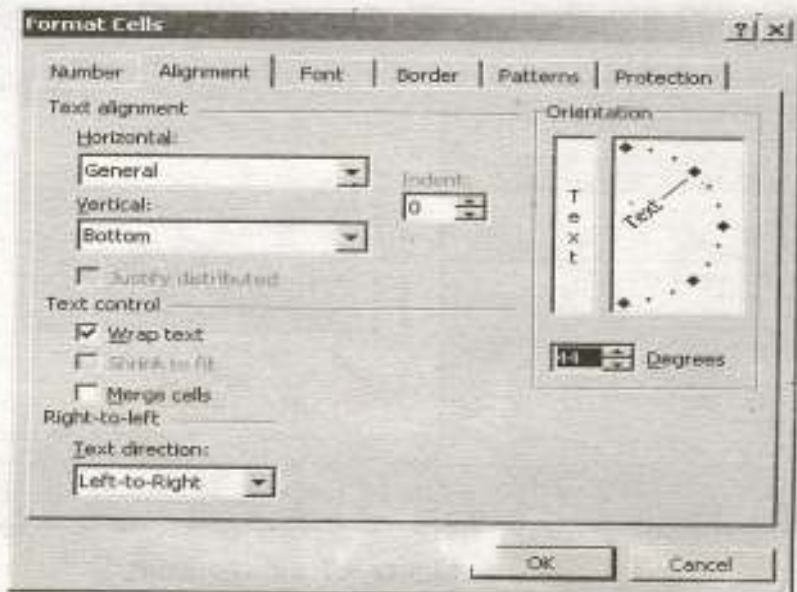 Format Cells
? ×
Number Alignment Font Border Patterns Protection
Text alignment
Horizontal:
General
Indent:
0
Vertical:
Bottom
Justify distributed
Text control
Wrap text
Shrink to fit
Merge cells
Right-to-left
Text direction:
Left-to-Right
Orientation
Text
Text
44 Degrees
OK Cancel